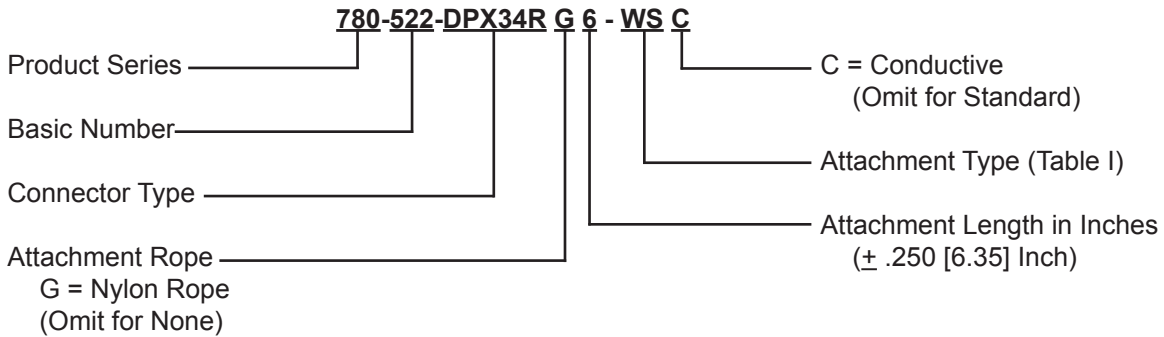 780-522-DPX34R G 6 - WS C
Product Series
Basic Number
Connector Type
Attachment Rope
G = Nylon Rope
(Omit for None)
C = Conductive
(Omit for Standard)
Attachment Type (Table I)
Attachment Length in Inches
(± .250 [6.35] Inch)